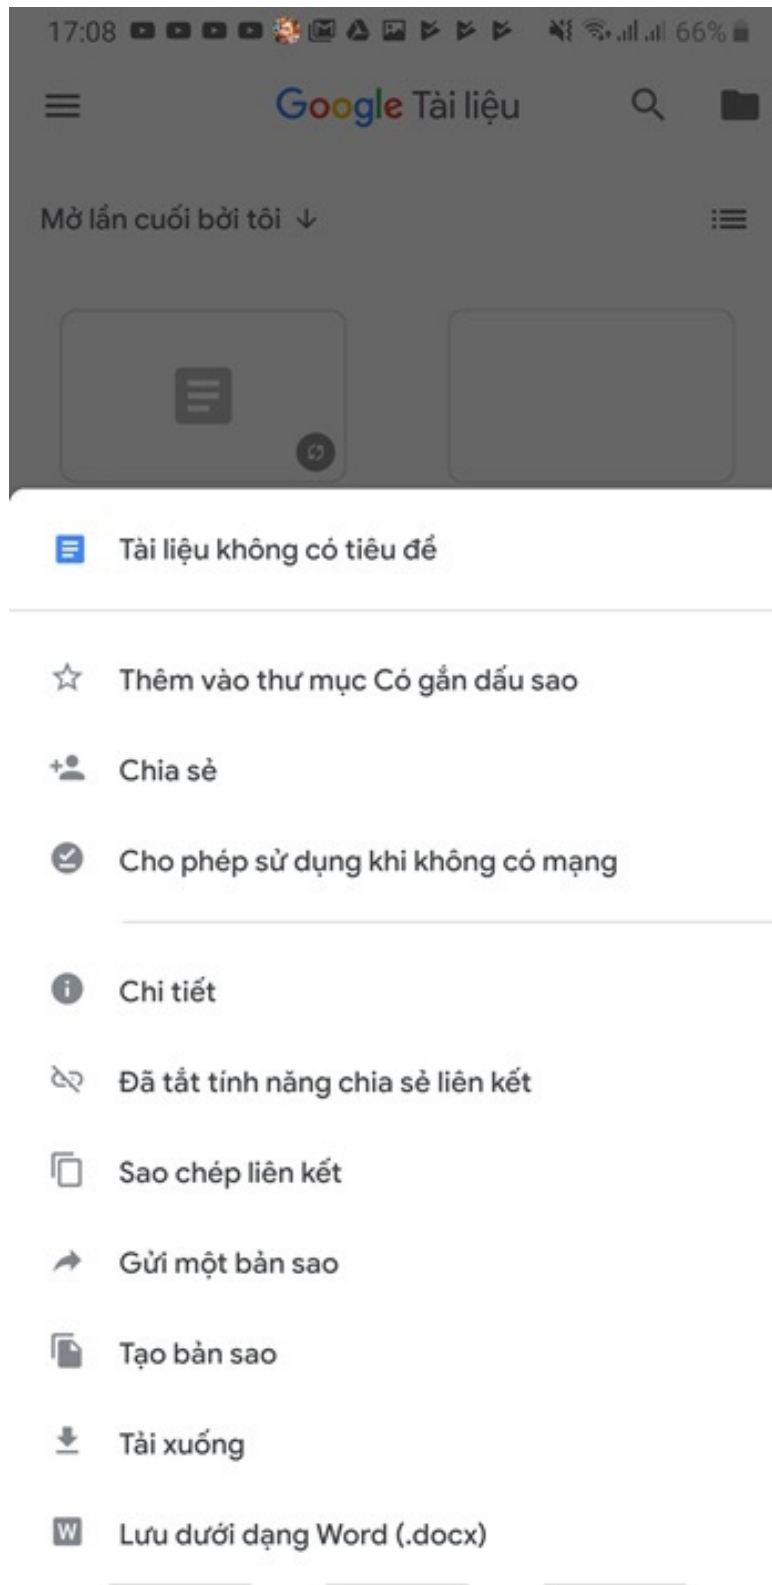 17:08 66%
Google Tài liệu
Mở lần cuối bởi tôi
Tài liệu không có tiêu đề
Thêm vào thư mục Có gắn dấu sao
Chia sẻ
Cho phép sử dụng khi không có mạng
Chi tiết
Đã tắt tính năng chia sẻ liên kết
Sao chép liên kết
Gửi một bản sao
Tạo bản sao
Tải xuống
W Lưu dưới dạng Word (.docx)